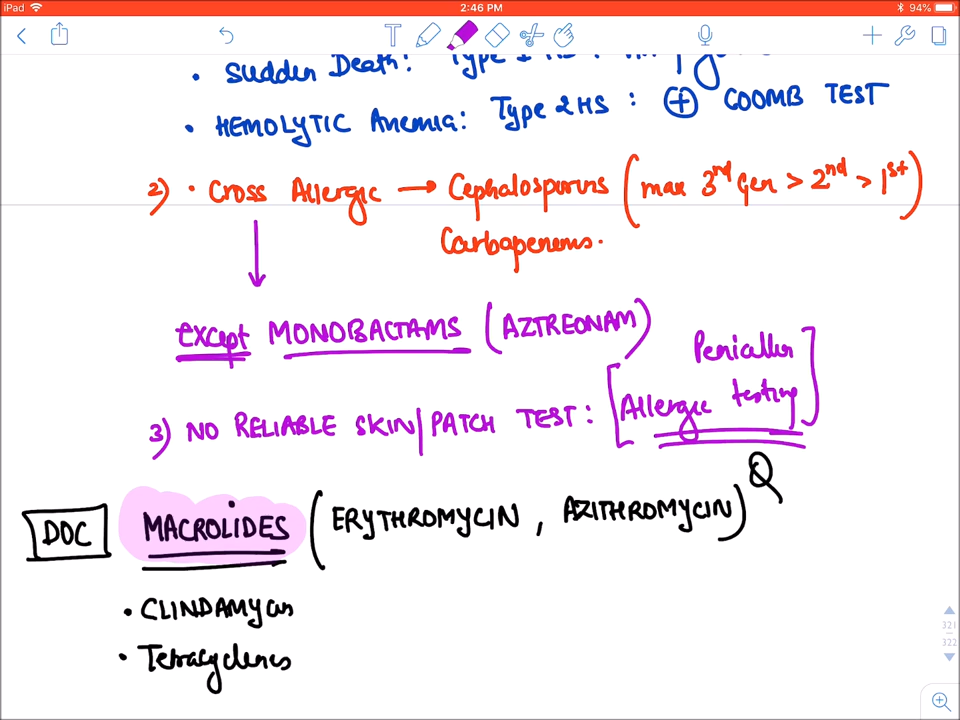 iPad 2:46 PM 94%
T
• Sudden Death: Type
• HEMOLYTIC Anemia: Type 2 HS : + COOMB TEST
2) • Cross Allergic → Cephalosporins (max 3rd Gen > 2nd > 1st)
Carbapenems.
except MONOBACTAMS (AZTREONAM)
3) NO RELIABLE SKIN/PATCH TEST: [Penicillin
Allergic testing]
DOC MACROLIDES (ERYTHROMYCIN, AZITHROMYCIN) Q
• CLINDAMYCin
• Tetracyclines
321
322